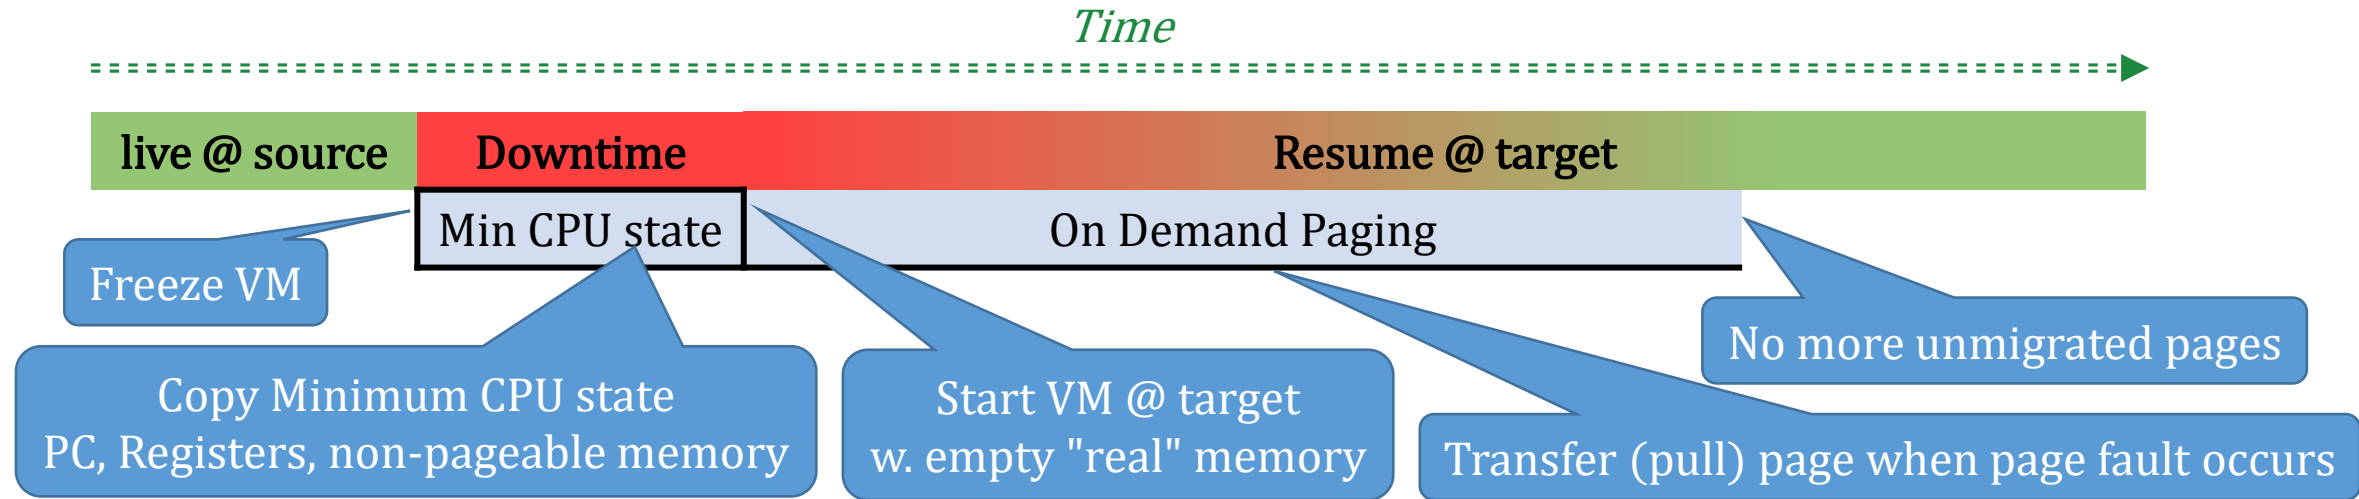 Time
live @ source
Downtime
Resume @ target
Min CPU state
On Demand Paging
Freeze VM
Copy Minimum CPU state
PC, Registers, non-pageable memory
Start VM @ target
w. empty "real" memory
No more unmigrated pages
Transfer (pull) page when page fault occurs